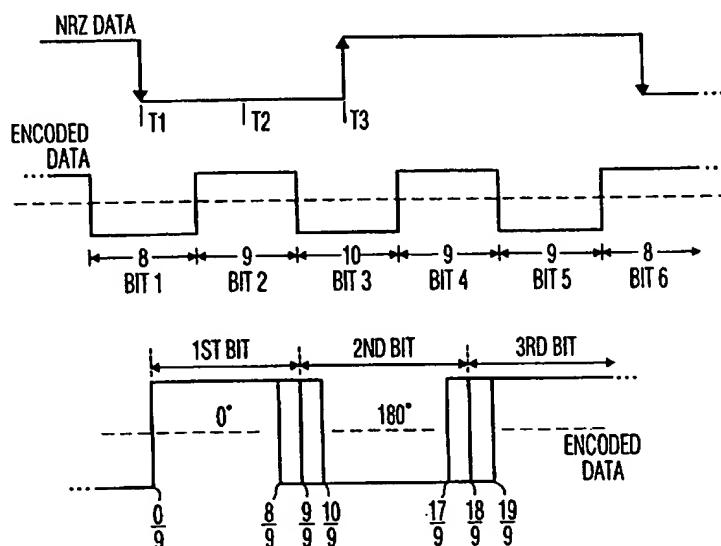 NRZ DATA
T1 T2 T3
ENCODED
DATA
8 9 10 9 9 8
BIT 1 BIT 2 BIT 3 BIT 4 BIT 5 BIT 6
1ST BIT 2ND BIT 3RD BIT
0° 180°
ENCODED
DATA
0/9 8/9 9/9 10/9 17/9 18/9 19/9